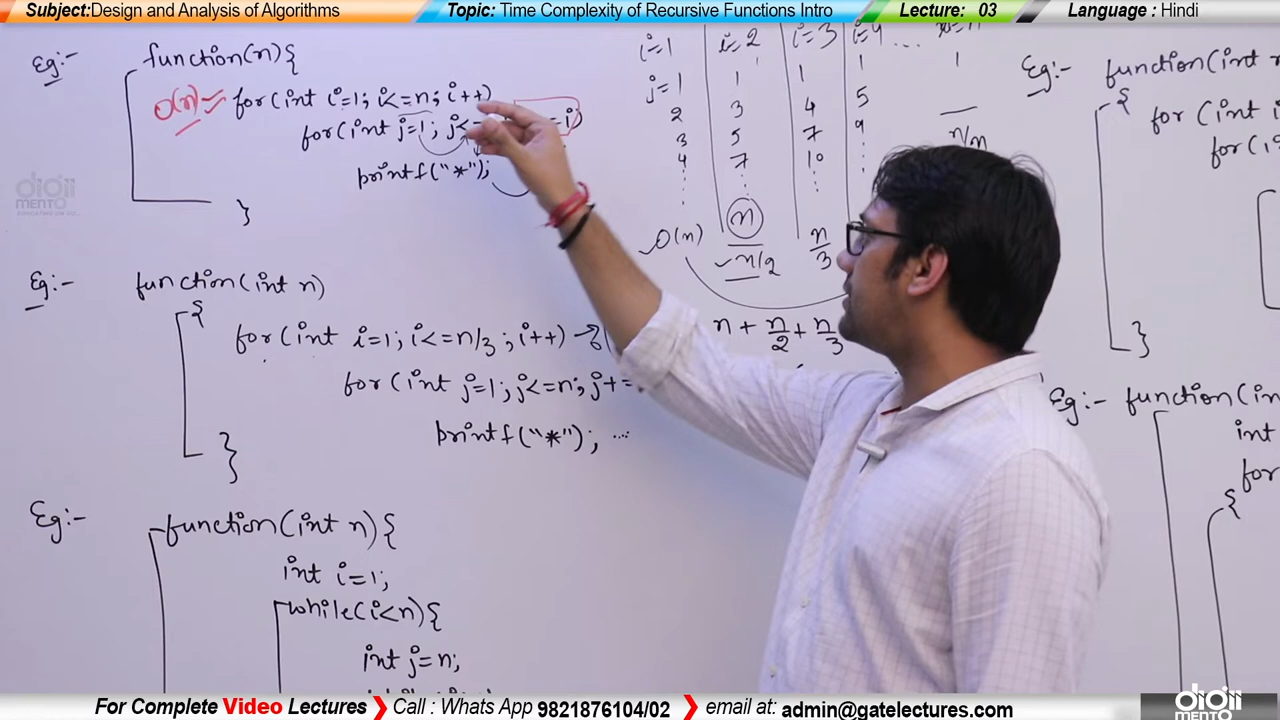 Subject:Design and Analysis of Algorithms
Topic: Time Complexity of Recursive Functions Intro
Lecture: 03
Language : Hindi
Eg:- function(n){
O(n) for(int i=1; i<=n; i++)
for(int j=1; j<= =i)
printf("*");
}
i=1 i=2 i=3 i=4 ...
j=1 1 1 1 1
2 3 4 5
3 5 7 9
4 7 10
O(n) n n/n
n/2 n/3
n + n/2 + n/3
Eg:- function(int n)
{
for(int i=1; i<=n/3; i++)
for(int j=1; j<=n; j+=
printf("*"); ...
}
Eg:- function(int n){
int i=1;
while(i<n){
int j=n;
Eg:- function(int
{
for(int i
for(i
}
Eg:- function(in
int
for
{
digii
MENTO
For Complete Video Lectures
Call : Whats App 9821876104/02
email at: admin@gatelectures.com
digii
MENTO